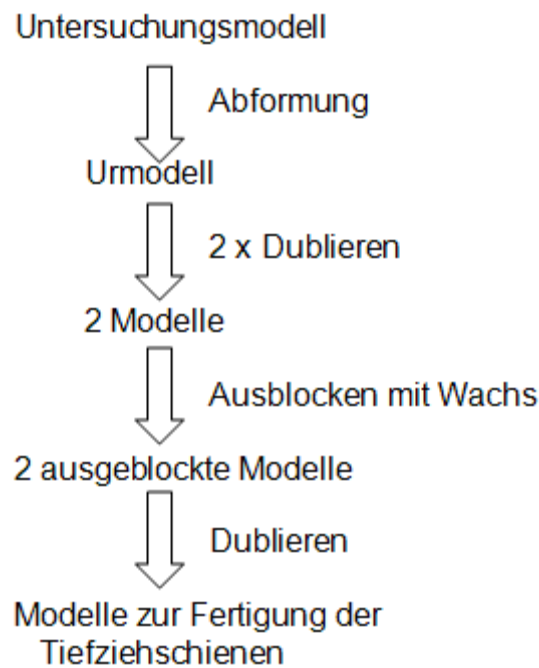 Untersuchungsmodell
Abformung
Urmodell
2 x Dublieren
2 Modelle
Ausblocken mit Wachs
2 ausgeblockte Modelle
Dublieren
Modelle zur Fertigung der
Tiefziehschienen